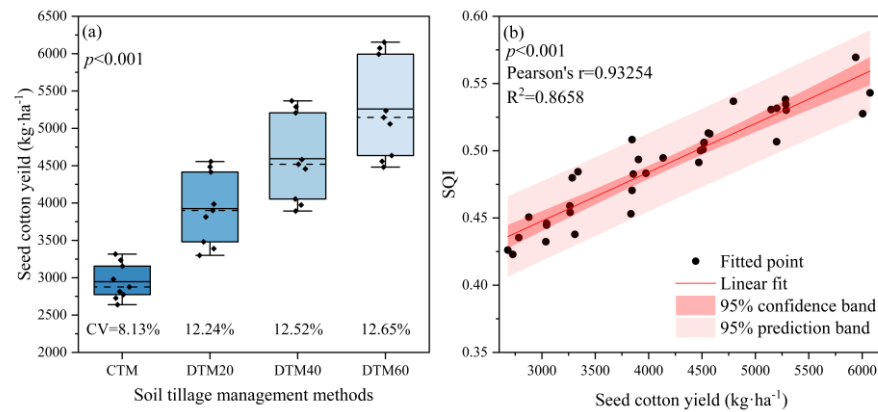 (a)
p<0.001
6500
6000
5500
5000
4500
4000
3500
3000
2500
2000
Seed cotton yeild (kg·ha⁻¹)
CV=8.13% 12.24% 12.52% 12.65%
CTM DTM20 DTM40 DTM60
Soil tillage management methods
(b)
p<0.001
Pearson's r=0.93254
R²=0.8658
0.60
0.55
0.50
0.45
0.40
0.35
SQI
Fitted point
Linear fit
95% confidence band
95% prediction band
3000 3500 4000 4500 5000 5500 6000
Seed cotton yield (kg·ha⁻¹)